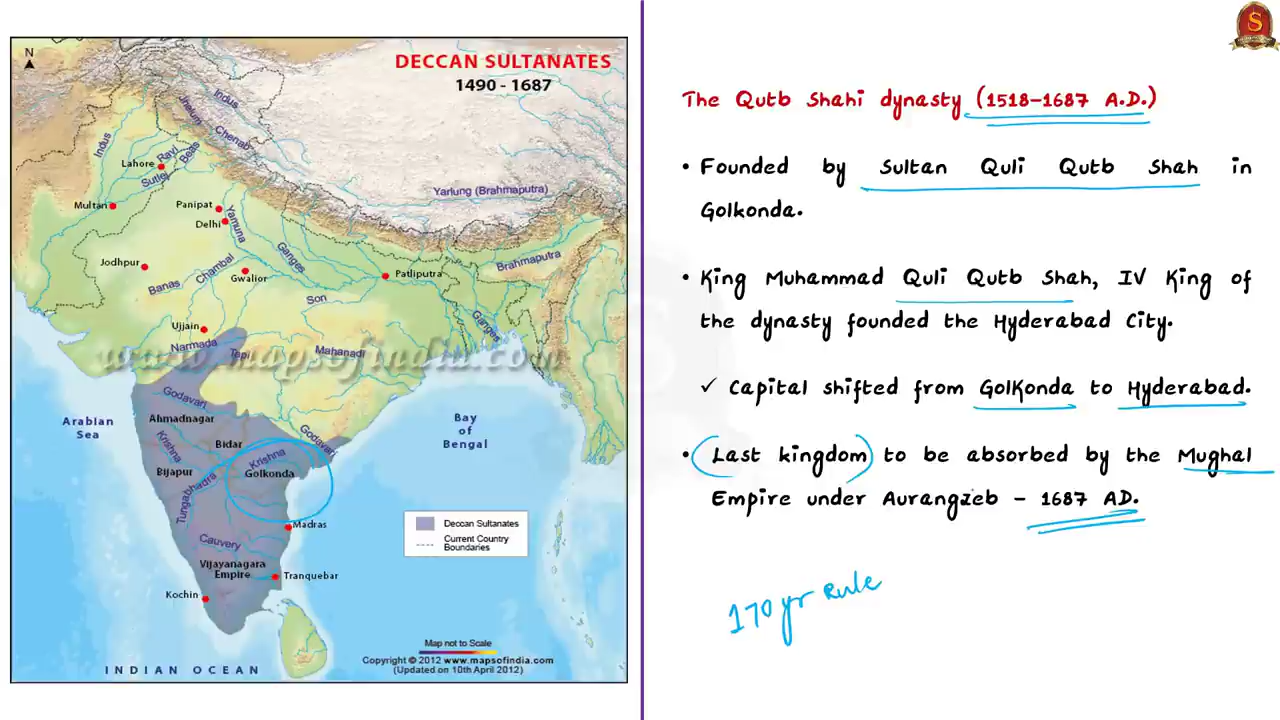 N
DECCAN SULTANATES
1490 - 1687
Indus
Jhelum
Chenab
Indus
Lahore
Ravi
Beas
Sutlej
Yarlung (Brahmaputra)
Multan
Panipat
Delhi
Yamuna
Ganges
Jodhpur
Chambal
Brahmaputra
Banas
Gwalior
Patliputra
Son
Ujjain
Ganges
Narmada
Tapi
Mahanadi
www.mapsofindia.com
Godavari
Arabian
Sea
Ahmadnagar
Bay
of
Bengal
Godavari
Bidar
Krishna
Krishna
Bijapur
Golkonda
Tungabhadra
Madras
Deccan Sultanates
Current Country
Boundaries
Cauvery
Vijayanagara
Empire
Tranquebar
Kochin
Map not to Scale
INDIAN OCEAN
Copyright © 2012 www.mapsofindia.com
(Updated on 10th April 2012)
S
The Qutb Shahi dynasty (1518-1687 A.D.)
• Founded by Sultan Quli Qutb Shah in
Golkonda.
• King Muhammad Quli Qutb Shah, IV King of
the dynasty founded the Hyderabad City.
✓ Capital shifted from Golkonda to Hyderabad.
• (Last kingdom) to be absorbed by the Mughal
Empire under Aurangzieb - 1687 AD.
170 yr Rule